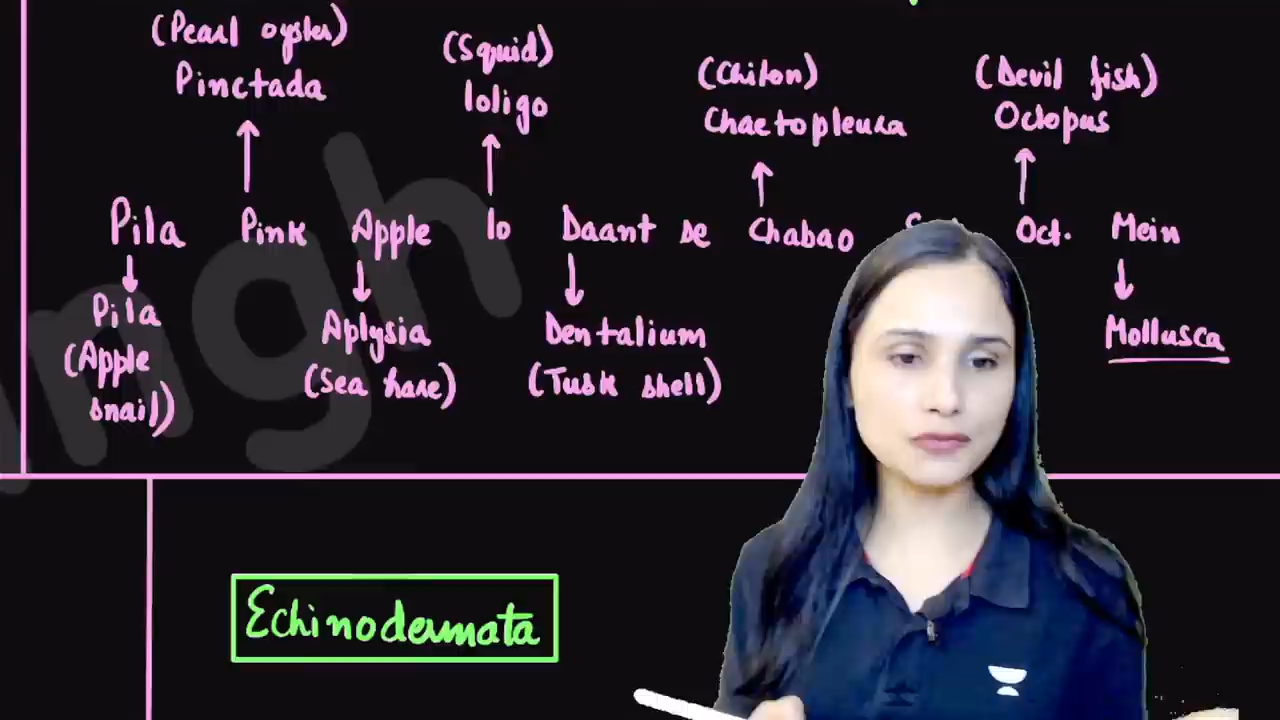 (Pearl oyster)
Pinctada
(Squid)
loligo
(Chiton)
Chaetopleura
(Devil fish)
Octopus
Pila Pink Apple lo Daant se Chabao Oct. Mein
Pila
(Apple
snail)
Aplysia
(Sea hare)
Dentalium
(Tusk shell)
Mollusca
Echinodermata
ngh